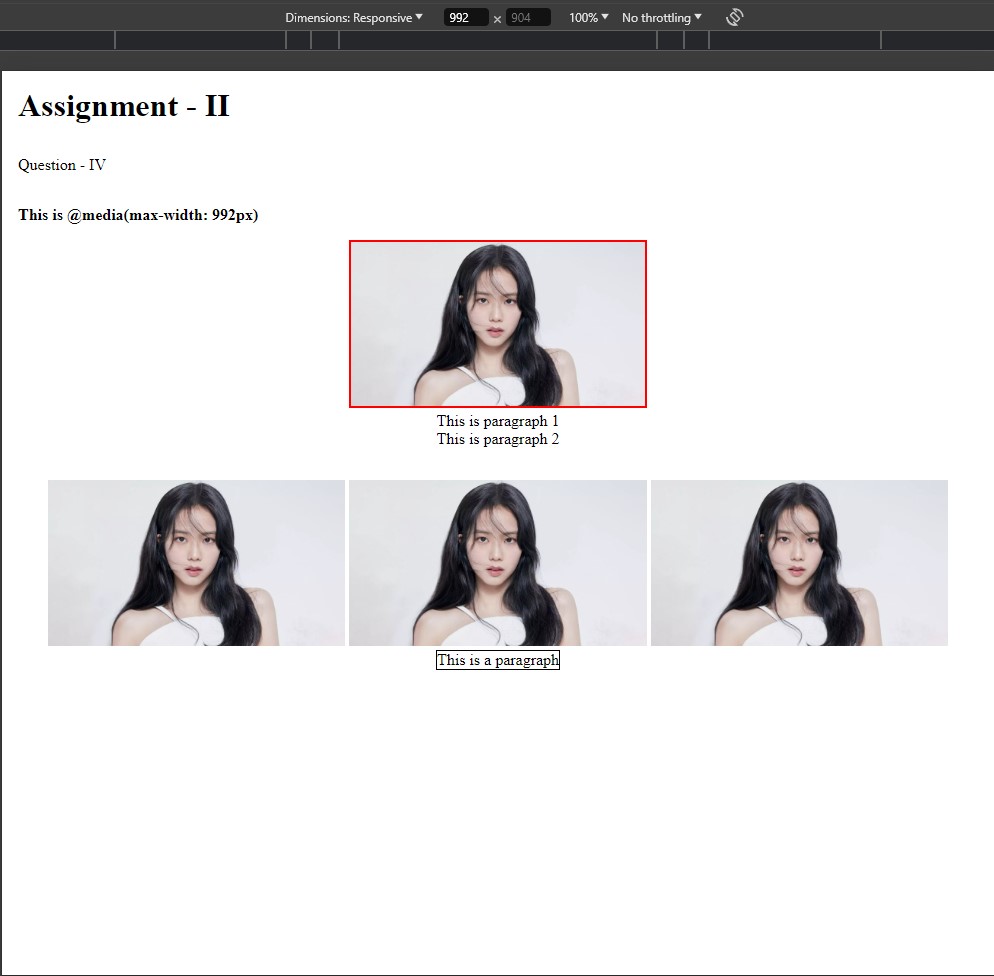 Dimensions: Responsive ▼ 992 × 904 100% ▼ No throttling ▼
Assignment - II
Question - IV
This is @media(max-width: 992px)
This is paragraph 1
This is paragraph 2
This is a paragraph